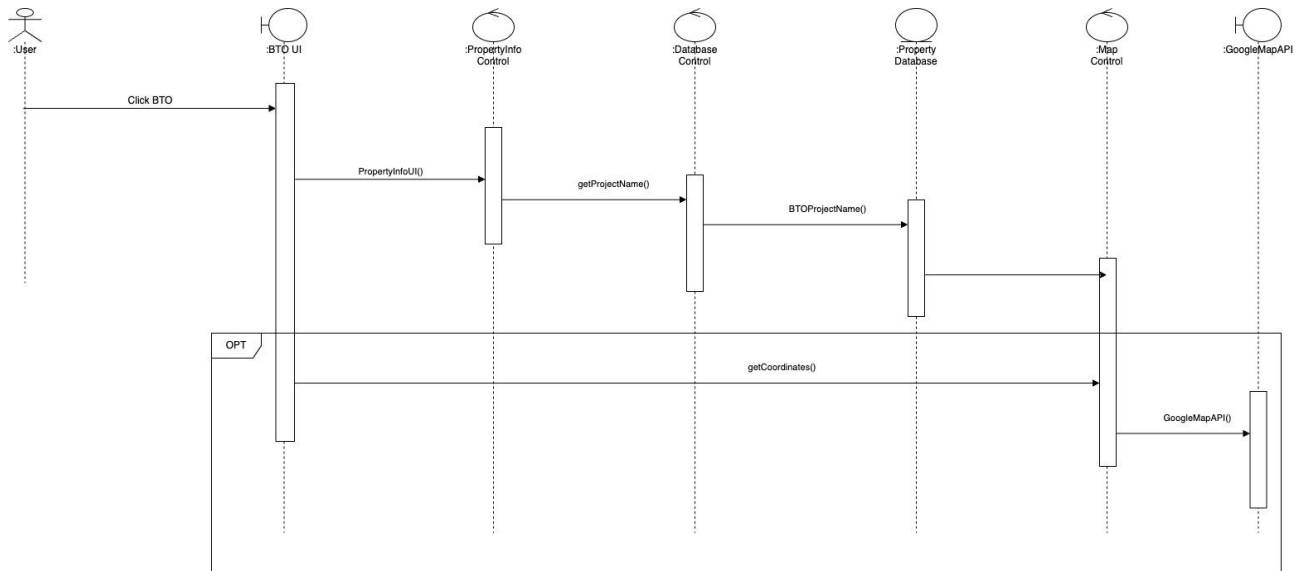 :User
:BTO UI
:PropertyInfo
Control
:Database
Control
:Property
Database
:Map
Control
:GoogleMapAPI
Click BTO
PropertyInfoUI()
getProjectName()
BTOProjectName()
OPT
getCoordinates()
GoogleMapAPI()